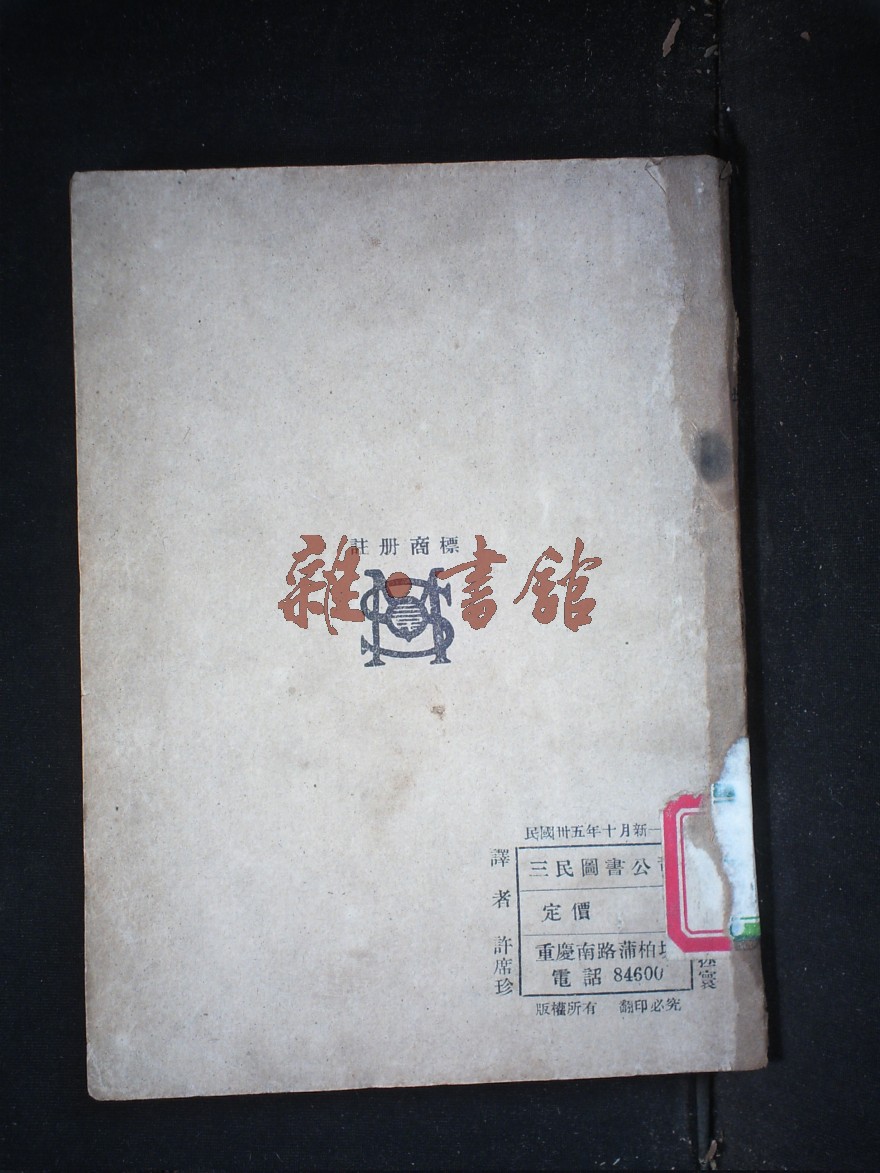 註册商標
雜·書館
民國卅五年十月新一
三民圖書公
定價
重慶南路蒲柏
電話 84600
版權所有 翻印必究
譯者 許席珍